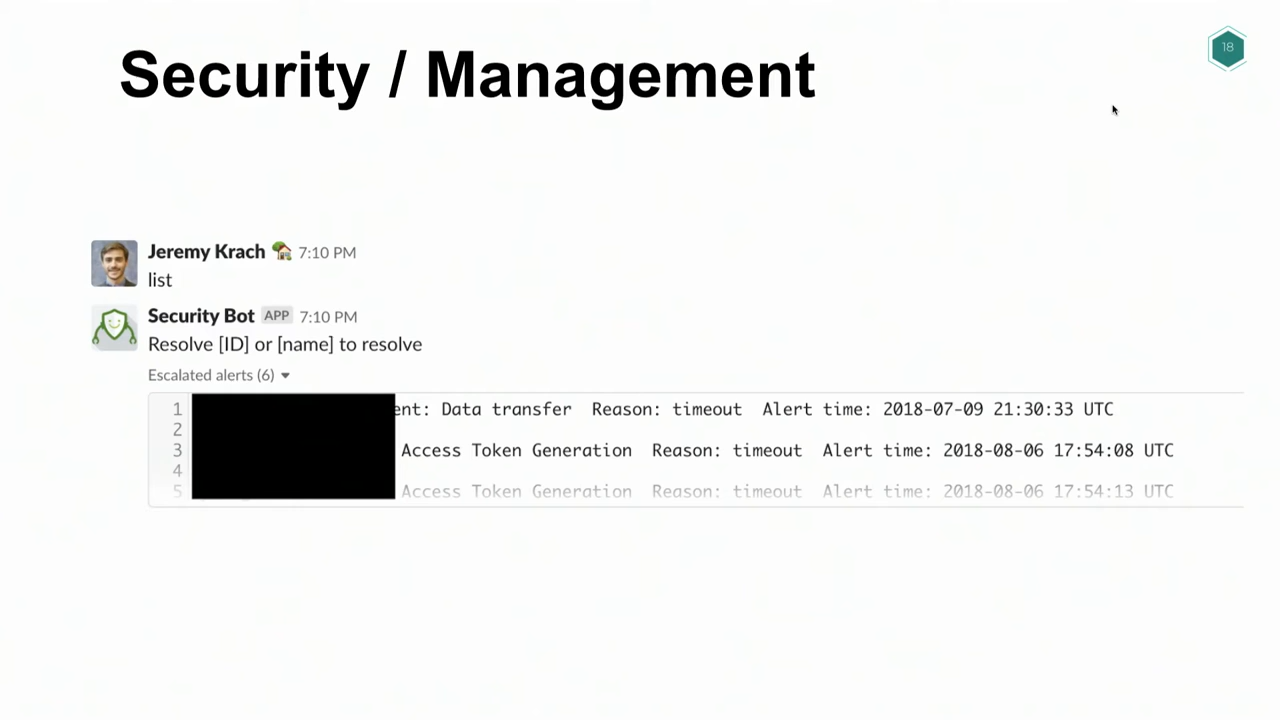 Security / Management
18
Jeremy Krach 7:10 PM
list
Security Bot APP 7:10 PM
Resolve [ID] or [name] to resolve
Escalated alerts (6)
1 ent: Data transfer Reason: timeout Alert time: 2018-07-09 21:30:33 UTC
2
3 Access Token Generation Reason: timeout Alert time: 2018-08-06 17:54:08 UTC
4
5 Access Token Generation Reason: timeout Alert time: 2018-08-06 17:54:13 UTC